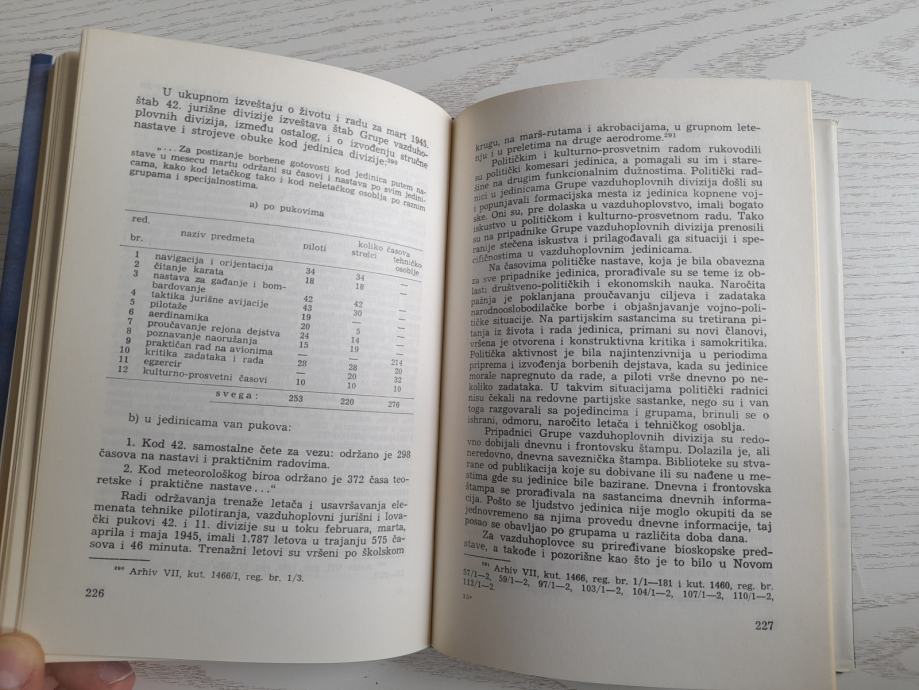 U ukupnom izveštaju o životu i radu za mart 1945.
štab 42. jurišne divizije izveštava štab Grupe vazduho-
plovnih divizija, između ostalog, i o izvođenju stručne
nastave i strojeve obuke kod jedinica divizije:²⁹⁰
„... Za postizanje borbene gotovosti kod jedinica putem na-
stave u mesecu martu održani su časovi i nastava po svim jedini-
cama, kako kod letačkog tako i kod neletačkog osoblja po raznim
grupama i specijalnostima.
a) po pukovima
red. koliko časova
br. naziv predmeta piloti strelci tehničko osoblje
1 navigacija i orijentacija 34 34 —
2 čitanje karata 18 18 —
3 nastava za gađanje i bom-
bardovanje 42 42 —
4 taktika jurišne avijacije 43 30 —
5 pilotaže 19 — —
6 aerdinamika 20 5 —
7 proučavanje rejona dejstva 24 14 —
8 poznavanje naoružanja 15 19 —
9 praktičan rad na avionima — — 214
10 kritika zadataka i rada 28 28 20
11 egzercir — 20 32
12 kulturno-prosvetni časovi 10 10 10
svega: 253 220 276
b) u jedinicama van pukova:
1. Kod 42. samostalne čete za vezu: održano je 298
časova na nastavi i praktičnim radovima.
2. Kod meteorološkog biroa održano je 372 časa teo-
retske i praktične nastave ...“
Radi održavanja trenaže letača i usavršavanja ele-
menata tehnike pilotiranja, vazduhoplovni jurišni i lova-
čki pukovi 42. i 11. divizije su u toku februara, marta,
aprila i maja 1945, imali 1.787 letova u trajanju 575 ča-
sova i 46 minuta. Trenažni letovi su vršeni po školskom
²⁹⁰ Arhiv VII, kut. 1466/I, reg. br. 1/3.
226
krugu, na marš-rutama i akrobacijama, u grupnom lete-
nju i u preletima na druge aerodrome.²⁹¹
Političkim i kulturno-prosvetnim radom rukovodili
su politički komesari jedinica, a pomagali su im i stare-
šine na drugim funkcionalnim dužnostima. Politički rad-
nici u jedinicama Grupe vazduhoplovnih divizija došli su
i popunjavali formacijska mesta iz jedinica kopnene voj-
ske. Oni su, pre dolaska u vazduhoplovstvo, imali bogato
iskustvo u političkom i kulturno-prosvetnom radu. Tako
su na pripadnike Grupe vazduhoplovnih divizija prenosili
ranije stečena iskustva i prilagođavali ga situaciji i spe-
cifičnostima u vazduhoplovnim jedinicama.
Na časovima političke nastave, koja je bila obavezna
za sve pripadnike jedinica, prorađivale su se teme iz ob-
lasti društveno-političkih i ekonomskih nauka. Naročita
pažnja je poklanjana proučavanju ciljeva i zadataka
narodnooslobodilačke borbe i objašnjavanje vojno-poli-
tičke situacije. Na partijskim sastancima su tretirana pi-
tanja iz života i rada jedinica, primani su novi članovi,
vršena je otvorena i konstruktivna kritika i samokritika.
Politička aktivnost je bila najintenzivnija u periodima
priprema i izvođenja borbenih dejstava, kada su jedinice
morale napregnuto da rade, a piloti vrše dnevno po ne-
koliko zadataka. U takvim situacijama politički radnici
nisu čekali na redovne partijske sastanke, nego su i van
toga razgovarali sa pojedincima i grupama, brinuli se o
ishrani, odmoru, naročito letača i tehničkog osoblja.
Pripadnici Grupe vazduhoplovnih divizija su redo-
vno dobijali dnevnu i frontovsku štampu. Dolazila je, ali
neredovno, dnevna saveznička štampa. Biblioteke su stva-
rane od publikacija koje su dobivane ili su nađene u me-
stima gde su jedinice bile bazirane. Dnevna i frontovska
štampa se prorađivala na sastancima dnevnih informa-
cija. Pošto se ljudstvo jedinica nije moglo okupiti da se
jednovremeno sa njima provedu dnevne informacije, taj
posao se obavljao po grupama u različita doba dana.
Za vazduhoplovce su priređivane bioskopske pred-
stave, a takođe i pozorišne kao što je to bilo u Novom
²⁹¹ Arhiv VII, kut. 1466, reg. br. 1/1—181 i kut. 1460, reg. br.
57/1—2, 59/1—2, 97/1—2, 103/1—2, 104/1—2, 107/1—2, 110/1—2,
112/1—2.
15*
227